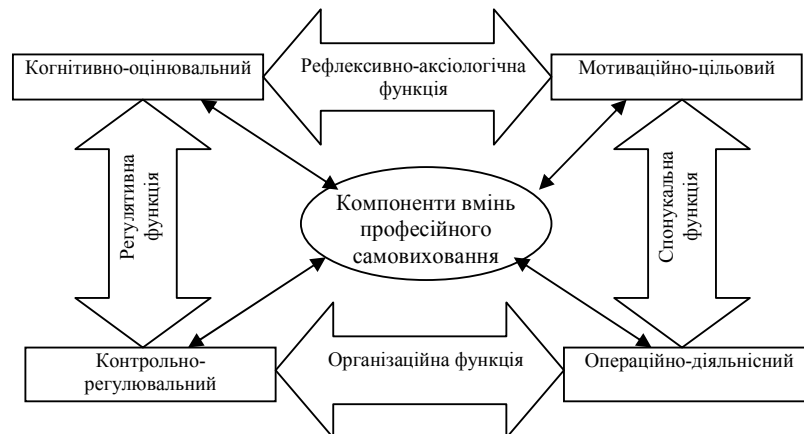 Когнітивно-оцінювальний
Рефлексивно-аксіологічна
функція
Мотиваційно-цільовий
Регулятивна
функція
Компоненти вмінь
професійного
самовиховання
Спонукальна
функція
Контрольно-
регулювальний
Організаційна функція
Операційно-діяльнісний